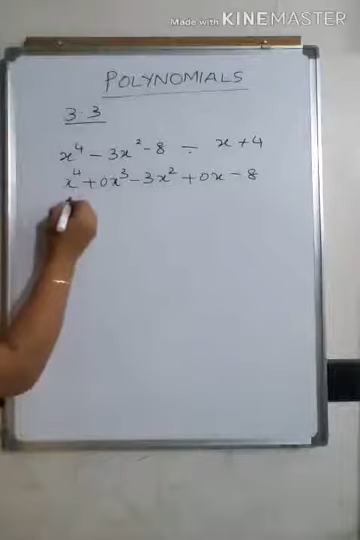 Made with KINEMASTER
POLYNOMIALS
3.3
x⁴ - 3x² - 8 ÷ x + 4
x⁴ + 0x³ - 3x² + 0x - 8